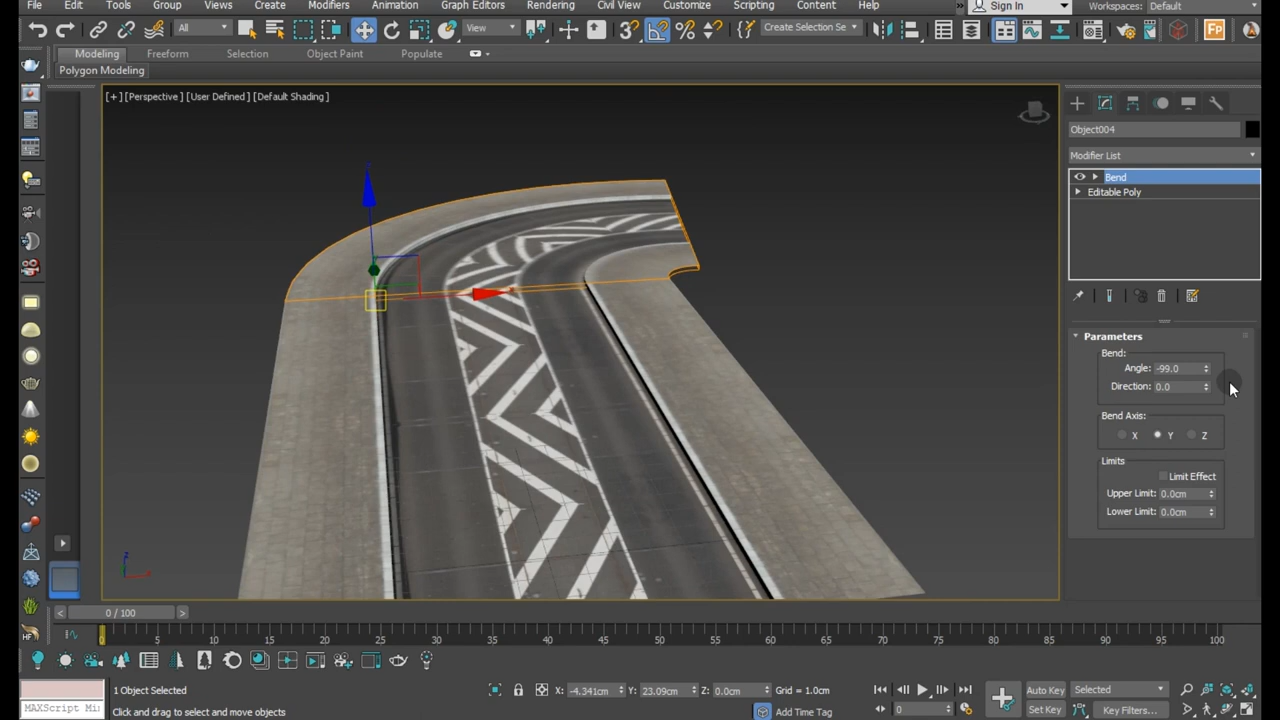 File Edit Tools Group Views Create Modifiers Animation Graph Editors Rendering Civil View Customize Scripting Content Help » Sign In Workspaces: Default
All View Create Selection Se
Modeling Freeform Selection Object Paint Populate
Polygon Modeling
[+] [Perspective] [User Defined] [Default Shading]
Object004
Modifier List
Bend
Editable Poly
Parameters
Bend:
Angle: -99.0
Direction: 0.0
Bend Axis:
X Y Z
Limits
Limit Effect
Upper Limit: 0.0cm
Lower Limit: 0.0cm
z
< 0 / 100 >
0 5 10 15 20 25 30 35 40 45 50 55 60 65 70 75 80 85 90 95 100
1 Object Selected X: -4.341cm Y: 23.09cm Z: 0.0cm Grid = 1.0cm Auto Key Selected
MAXScript Mi Click and drag to select and move objects Add Time Tag 0 Set Key Key Filters...